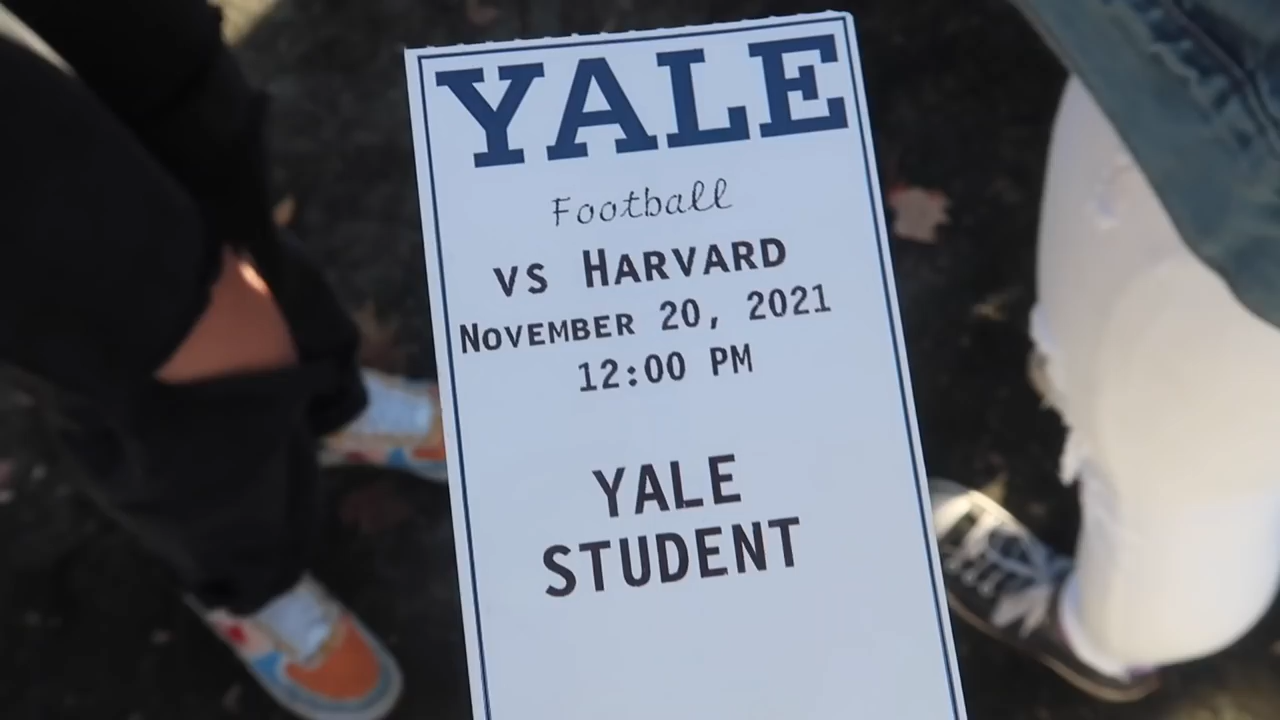 YALE
Football
VS HARVARD
NOVEMBER 20, 2021
12:00 PM
YALE
STUDENT